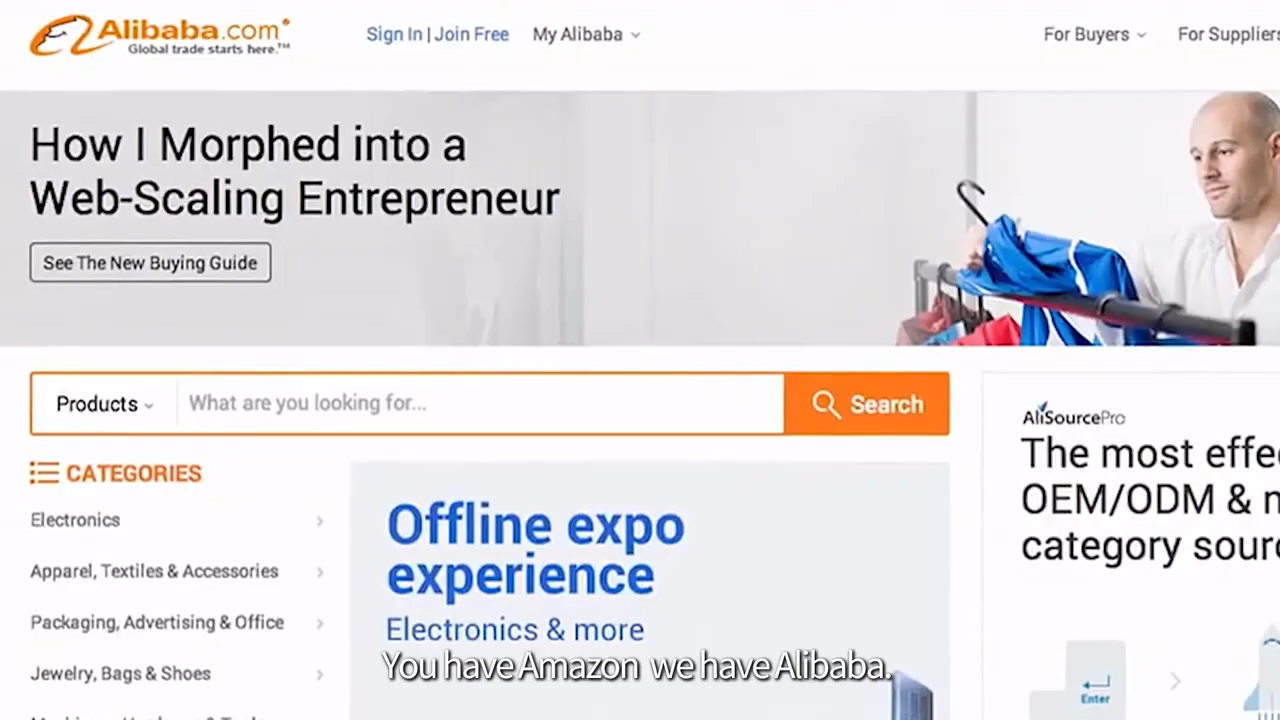 Alibaba.com
Global trade starts here.™
Sign In | Join Free
My Alibaba
For Buyers
For Suppliers
How I Morphed into a
Web-Scaling Entrepreneur
See The New Buying Guide
Products
What are you looking for...
Search
CATEGORIES
Electronics
Apparel, Textiles & Accessories
Packaging, Advertising & Office
Jewelry, Bags & Shoes
Offline expo
experience
Electronics & more
AliSourcePro
The most
OEM/ODM &
category
Enter
You have Amazon we have Alibaba.